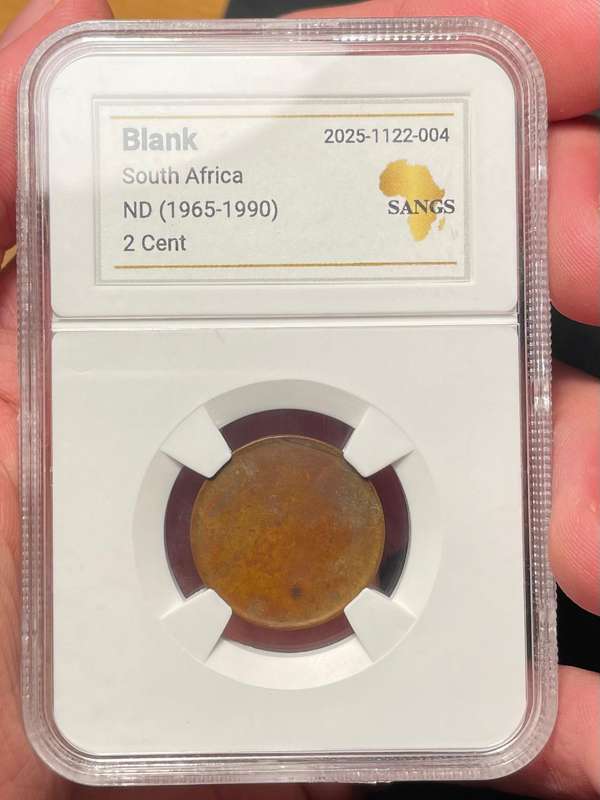 Blank
2025-1122-004
South Africa
ND (1965-1990)
SANGS
2 Cent